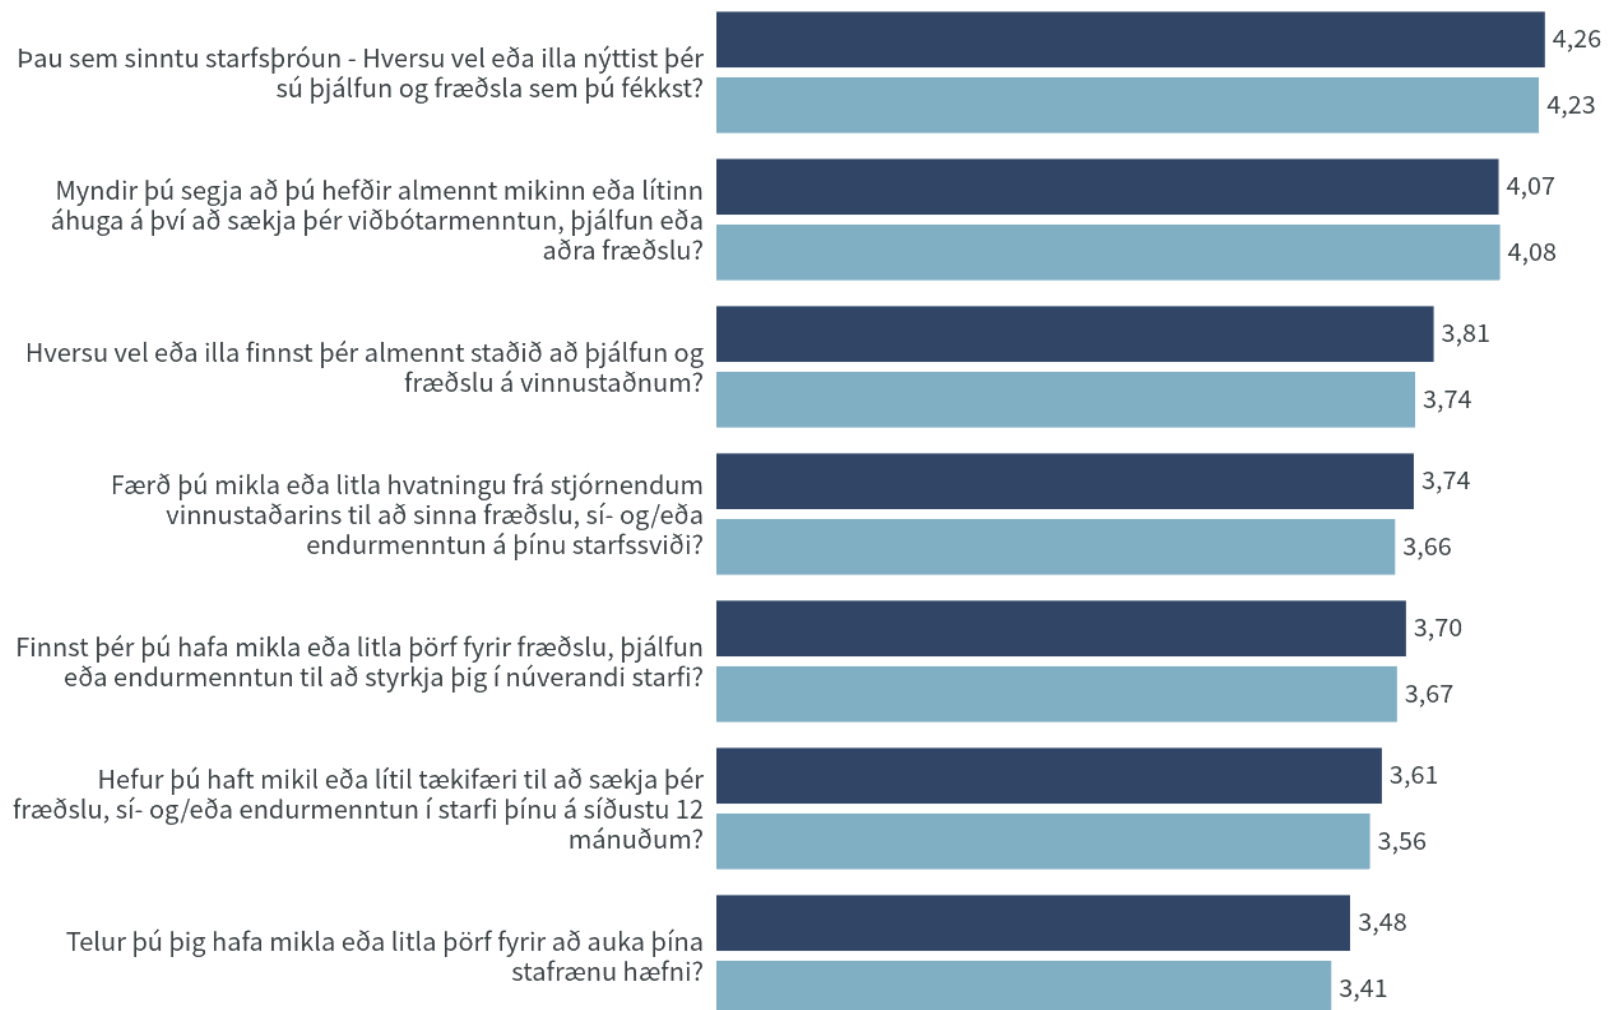 Þau sem sinntu starfsþróun - Hversu vel eða illa nýttist þér
sú þjálfun og fræðsla sem þú fékkst?
4,26
4,23
Myndir þú segja að þú hefðir almennt mikinn eða lítinn
áhuga á því að sækja þér viðbótarmenntun, þjálfun eða
aðra fræðslu?
4,07
4,08
Hversu vel eða illa finnst þér almennt staðið að þjálfun og
fræðslu á vinnustaðnum?
3,81
3,74
Færð þú mikla eða litla hvatningu frá stjórnendum
vinnustaðarins til að sinna fræðslu, sí- og/eða
endurmenntun á þínu starfssviði?
3,74
3,66
Finnst þér þú hafa mikla eða litla þörf fyrir fræðslu, þjálfun
eða endurmenntun til að styrkja þig í núverandi starfi?
3,70
3,67
Hefur þú haft mikil eða lítil tækifæri til að sækja þér
fræðslu, sí- og/eða endurmenntun í starfi þínu á síðustu 12
mánuðum?
3,61
3,56
Telur þú þig hafa mikla eða litla þörf fyrir að auka þína
stafrænu hæfni?
3,48
3,41